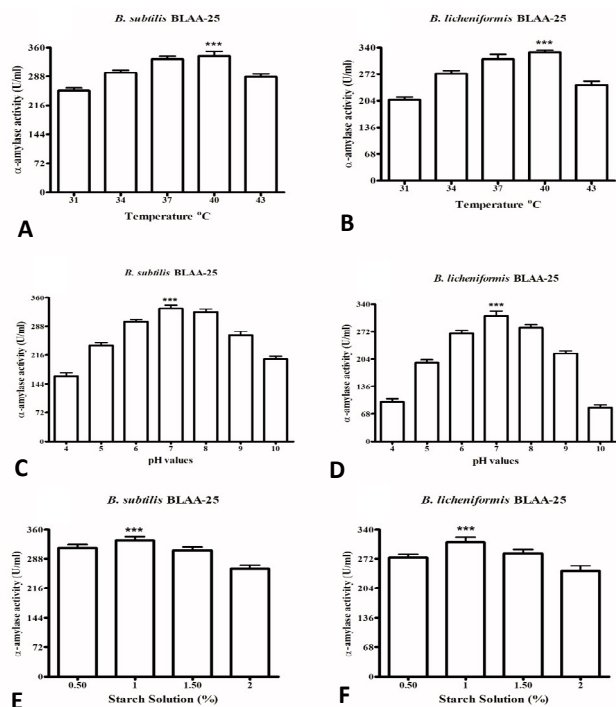 B. subtilis BLAA-25
α-amylase activity (U/ml)
360
288
216
144
72
0
31 34 37 40 43
***
Temperature °C
A
B. licheniformis BLAA-25
α-amylase activity (U/ml)
340
272
204
136
68
0
31 34 37 40 43
***
Temperature °C
B
B. subtilis BLAA-25
α-amylase activity (U/ml)
360
288
216
144
72
0
4 5 6 7 8 9 10
***
pH values
C
B. licheniformis BLAA-25
α-amylase activity (U/ml)
340
272
204
136
68
0
4 5 6 7 8 9 10
***
pH values
D
B. subtilis BLAA-25
α-amylase activity (U/ml)
360
288
216
144
72
0
0.50 1 1.50 2
***
Starch Solution (%)
E
B. licheniformis BLAA-25
α-amylase activity (U/ml)
340
272
204
136
68
0
0.50 1 1.50 2
***
Starch Solution (%)
F